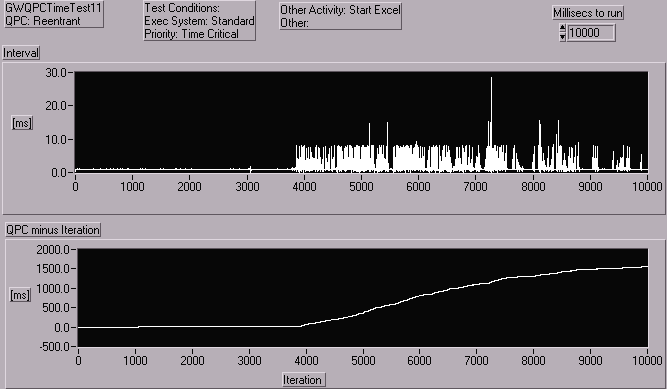 GWQPCTimeTest11
QPC: Reentrant
Test Conditions:
Exec System: Standard
Priority: Time Critical
Other Activity: Start Excel
Other:
Millisecs to run
10000
Interval
30.0
20.0
[ms]
10.0
0.0
0 1000 2000 3000 4000 5000 6000 7000 8000 9000 10000
QPC minus Iteration
2000.0
1500.0
1000.0
[ms]
500.0
0.0
-500.0
0 1000 2000 3000 4000 5000 6000 7000 8000 9000 10000
Iteration